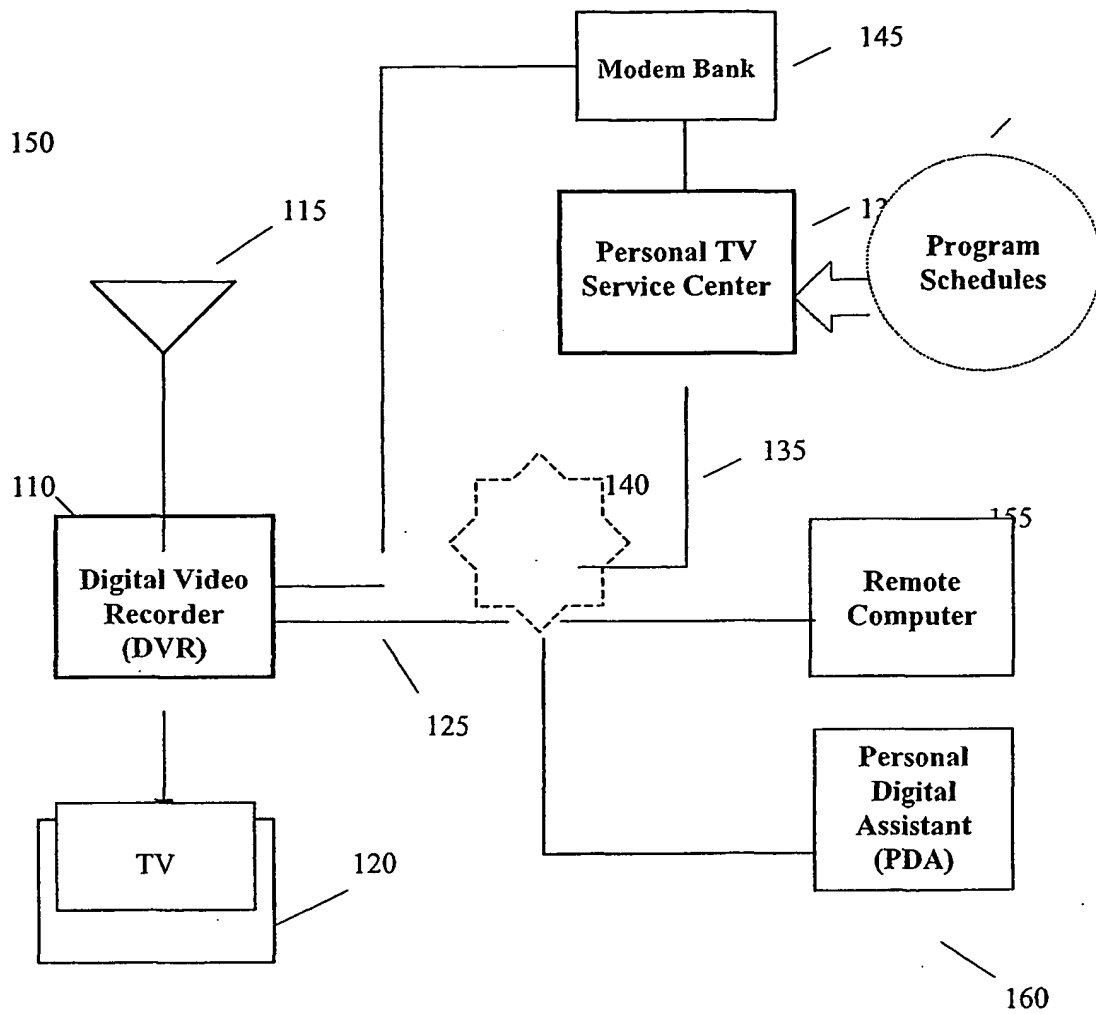 145
Modem Bank
150
115
Personal TV
Service Center
Program
Schedules
135
110
140
155
Digital Video
Recorder
(DVR)
Remote
Computer
125
Personal
Digital
Assistant
(PDA)
TV
120
160